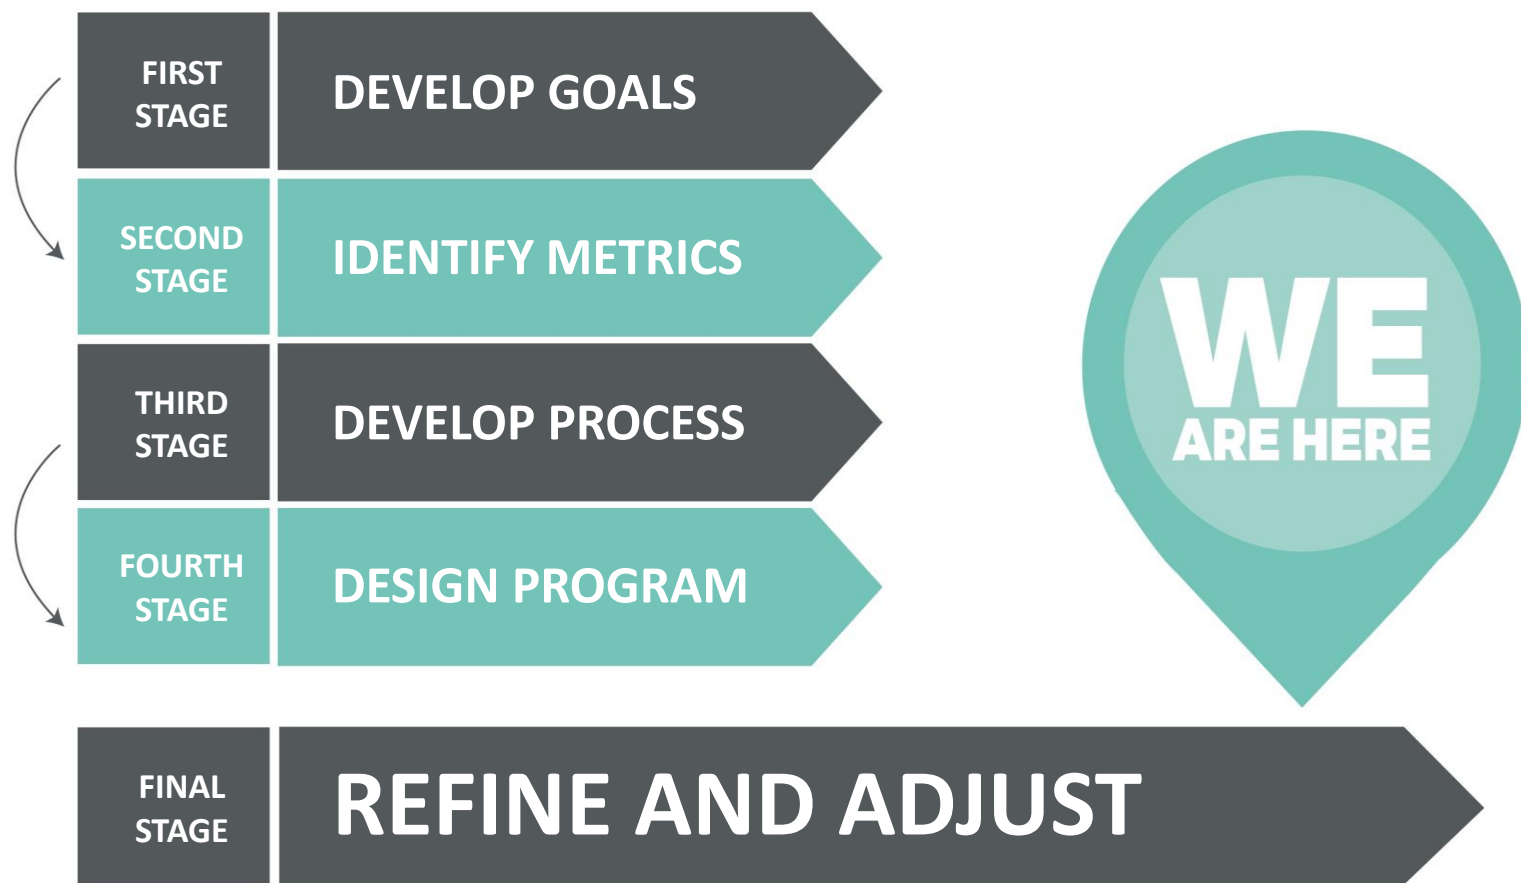 FIRST
STAGE
DEVELOP GOALS
SECOND
STAGE
IDENTIFY METRICS
THIRD
STAGE
DEVELOP PROCESS
FOURTH
STAGE
DESIGN PROGRAM
WE
ARE HERE
FINAL
STAGE
REFINE AND ADJUST